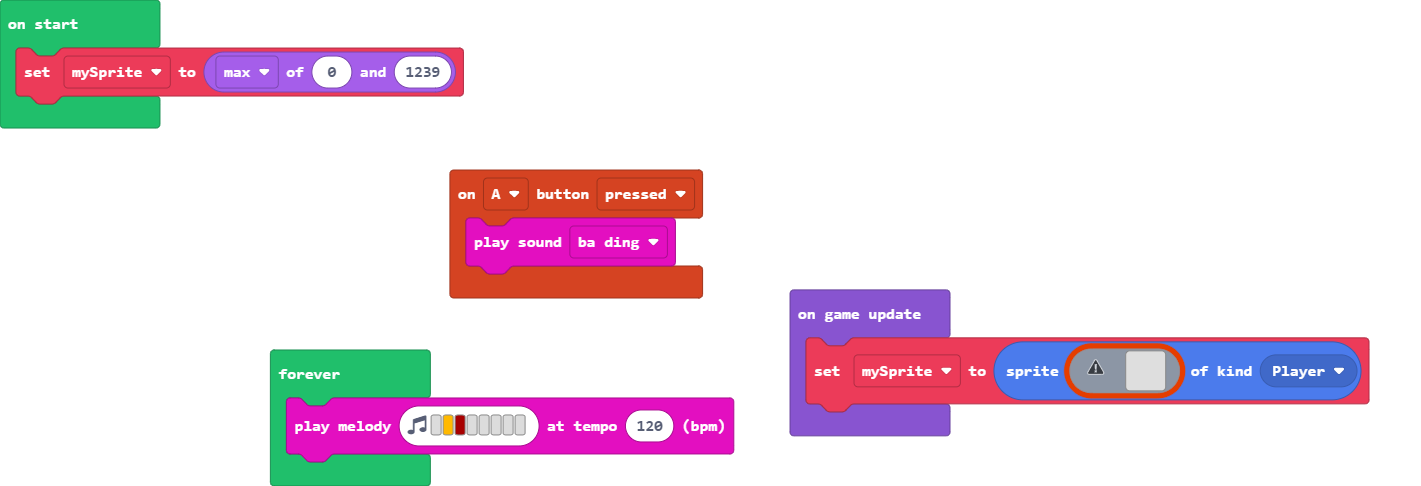 on start
set mySprite to max of 0 and 1239
on A button pressed
play sound ba ding
on game update
set mySprite to sprite of kind Player
forever
play melody at tempo 120 (bpm)